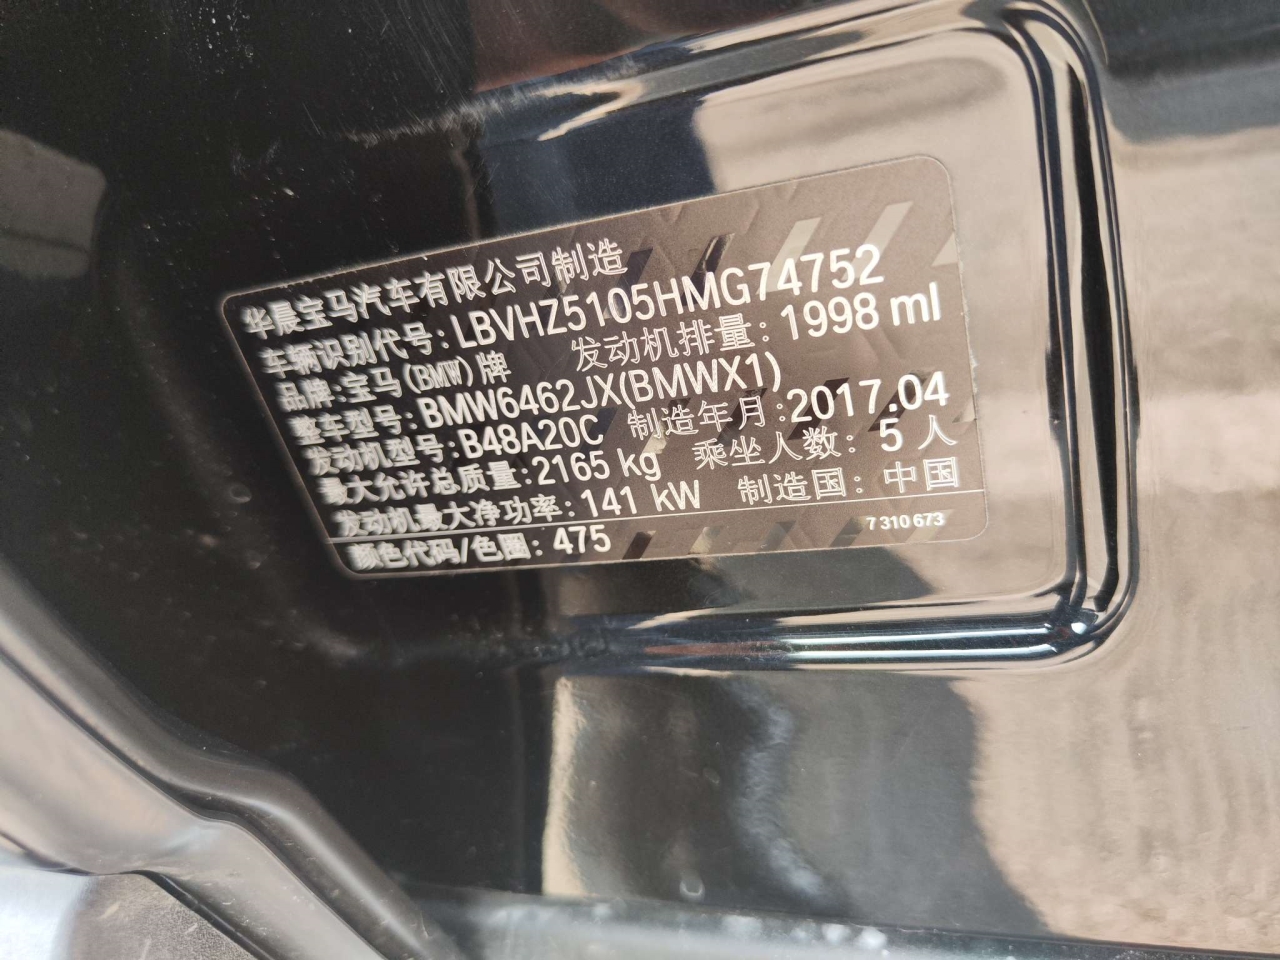 华晨宝马汽车有限公司制造
车辆识别代号:LBVHZ5105HMG74752
品牌:宝马(BMW)牌 发动机排量:1998 ml
整车型号:BMW6462JX(BMWX1)
发动机型号:B48A20C 制造年月:2017.04
最大允许总质量:2165 kg 乘坐人数:5 人
发动机最大净功率:141 kW 制造国:中国
颜色代码/色圈:475 7 310 673